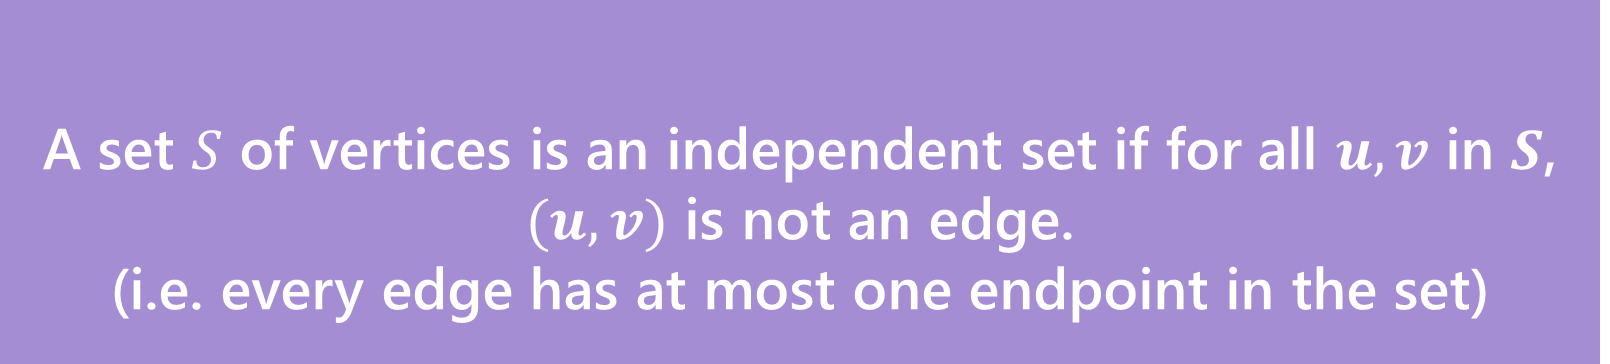 A set S of vertices is an independent set if for all u, v in S,
(u, v) is not an edge.
(i.e. every edge has at most one endpoint in the set)